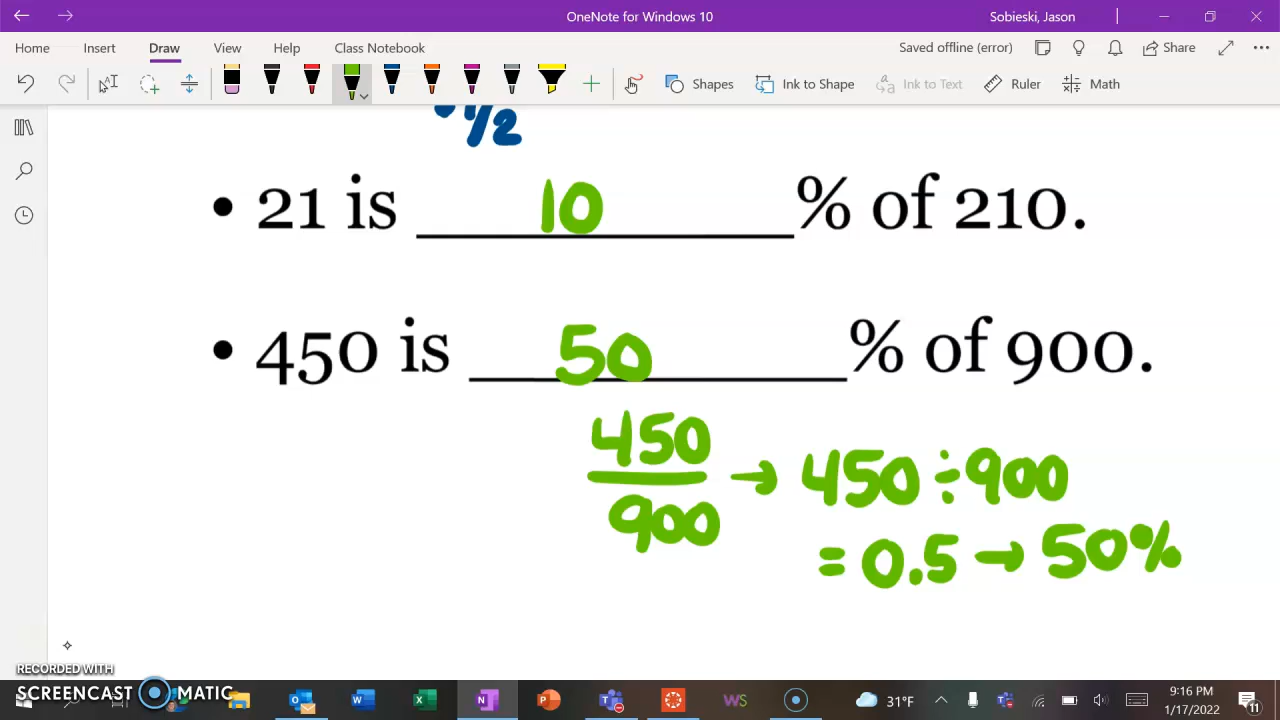 OneNote for Windows 10
Sobieski, Jason
Home Insert Draw View Help Class Notebook
Saved offline (error)
Share
Shapes
Ink to Shape
Ink to Text
Ruler
Math
1/2
• 21 is 10 % of 210.
• 450 is 50 % of 900.
450/900 → 450 ÷ 900
= 0.5 → 50%
RECORDED WITH
SCREENCAST MATIC
31°F
9:16 PM
1/17/2022
11